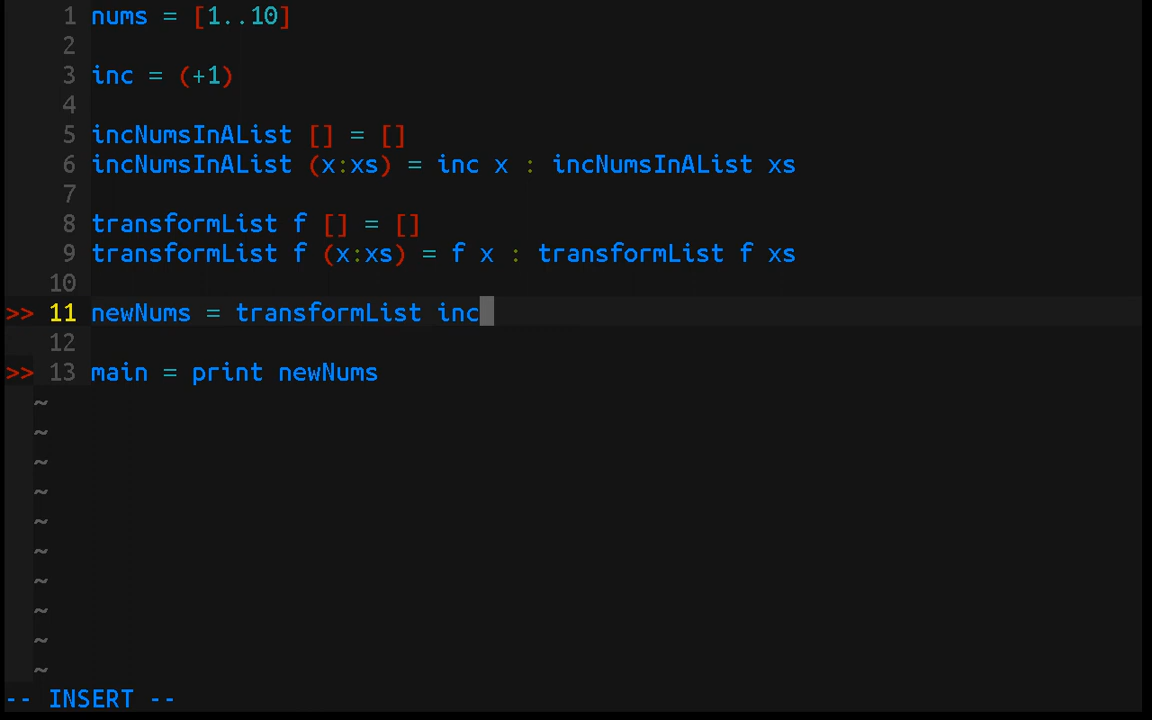 1 nums = [1..10]
2
3 inc = (+1)
4
5 incNumsInAList [] = []
6 incNumsInAList (x:xs) = inc x : incNumsInAList xs
7
8 transformList f [] = []
9 transformList f (x:xs) = f x : transformList f xs
10
>> 11 newNums = transformList inc
12
>> 13 main = print newNums
~
~
~
~
~
~
~
~
~
~
-- INSERT --